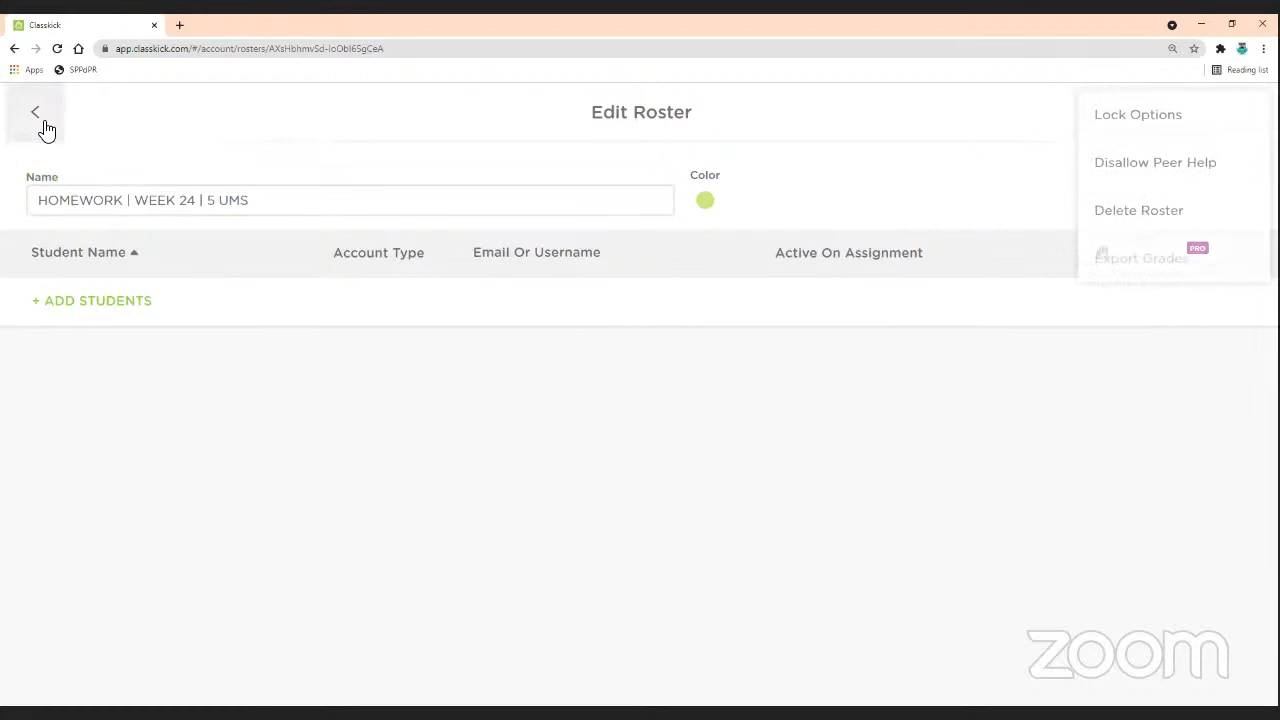 Classkick
app.classkick.com/#/account/rosters/AXsHbhmvSd-IoObI65gCeA
Apps
SPPdPR
Reading list
Edit Roster
Lock Options
Disallow Peer Help
Delete Roster
Export Grades
PRO
Name
HOMEWORK | WEEK 24 | 5 UMS
Color
Student Name
Account Type
Email Or Username
Active On Assignment
+ ADD STUDENTS
zoom